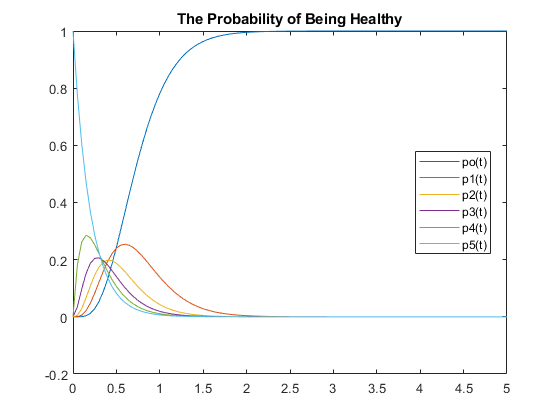 The Probability of Being Healthy
1
0.8
0.6
0.4
0.2
0
-0.2
0 0.5 1 1.5 2 2.5 3 3.5 4 4.5 5
po(t)
p1(t)
p2(t)
p3(t)
p4(t)
p5(t)